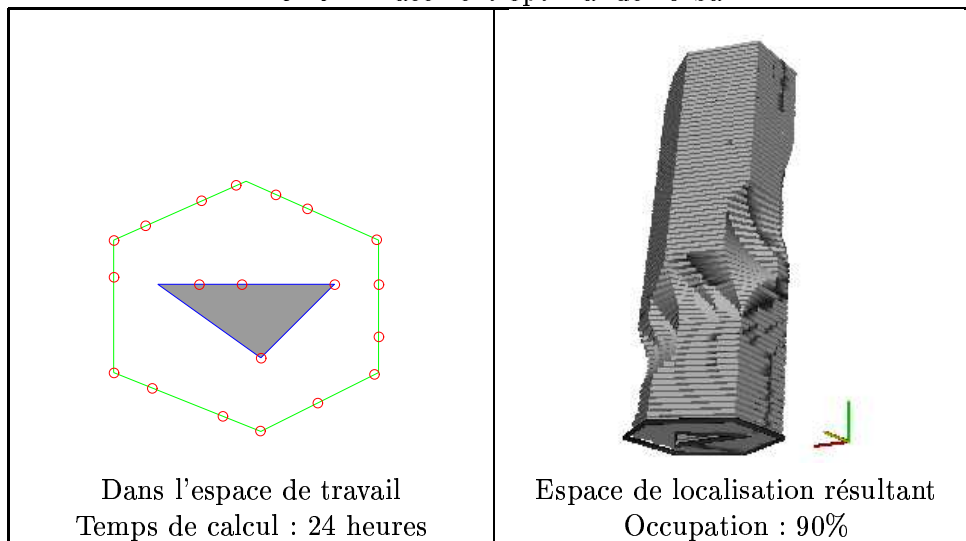 Dans l'espace de travail
Temps de calcul : 24 heures
Espace de localisation résultant
Occupation : 90%